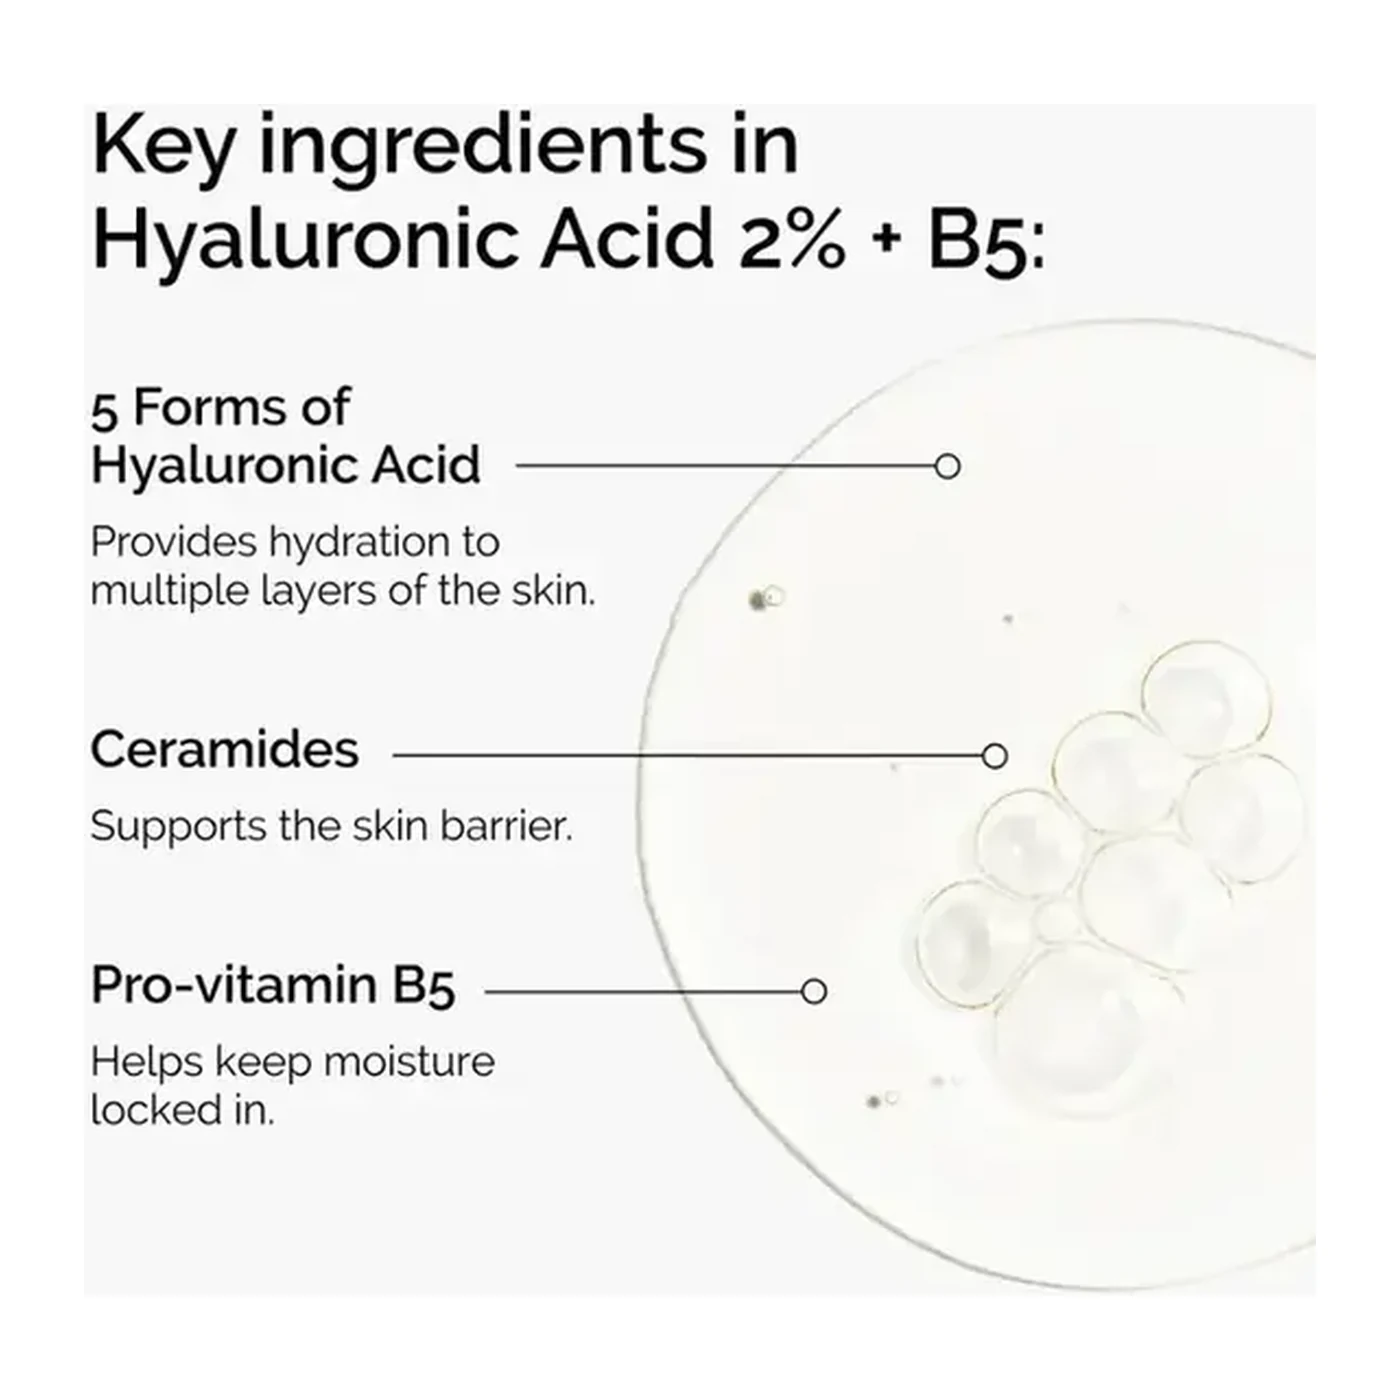 Key ingredients in
Hyaluronic Acid 2% + B5:
5 Forms of
Hyaluronic Acid
Provides hydration to
multiple layers of the skin.
Ceramides
Supports the skin barrier.
Pro-vitamin B5
Helps keep moisture
locked in.